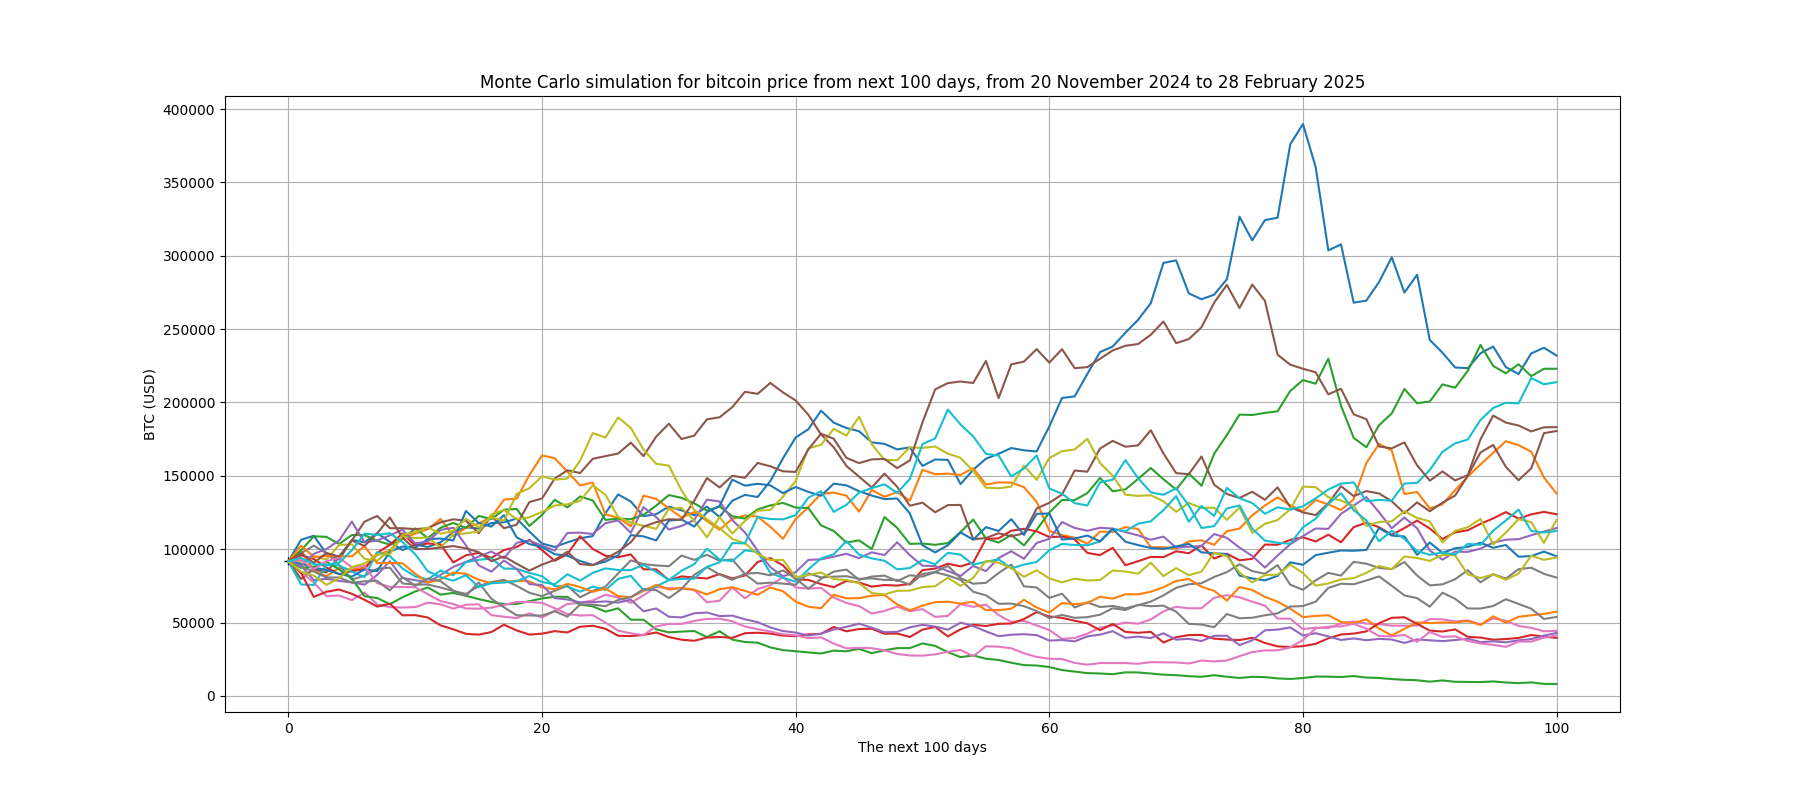 Monte Carlo simulation for bitcoin price from next 100 days, from 20 November 2024 to 28 February 2025
400000
350000
300000
250000
200000
150000
100000
50000
0
BTC (USD)
0 20 40 60 80 100
The next 100 days